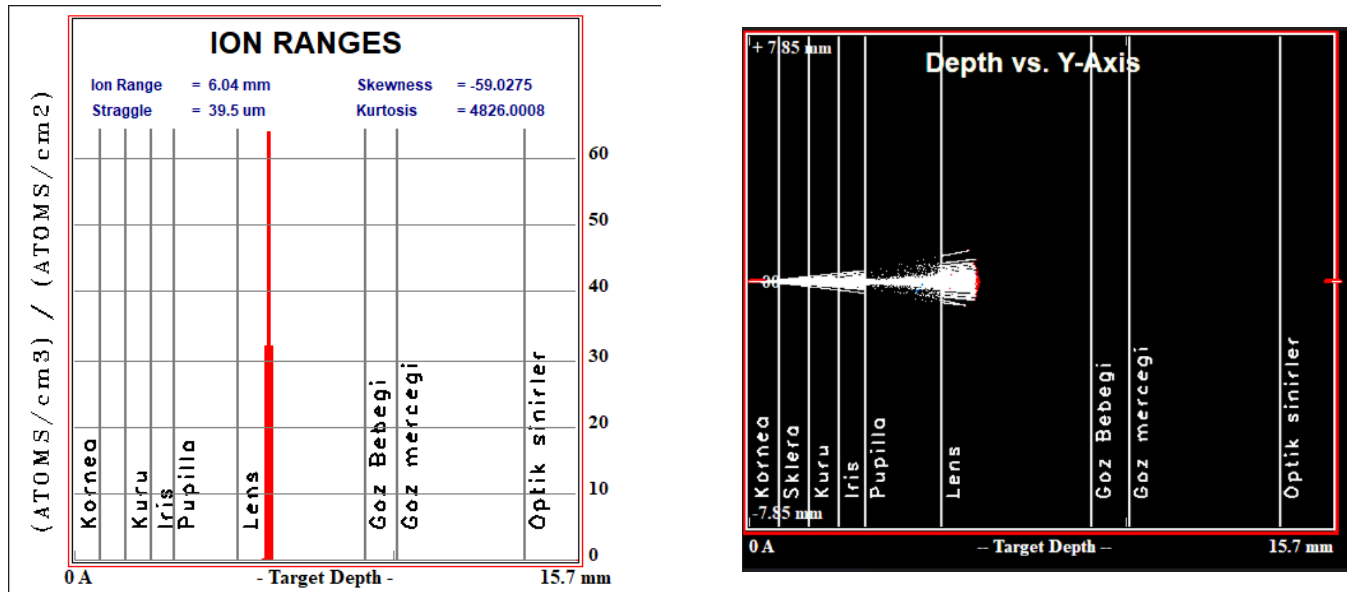 ION RANGES
Ion Range = 6.04 mm Skewness = -59.0275
Straggle = 39.5 um Kurtosis = 4826.0008
(ATOMS/cm3) / (ATOMS/cm2)
60
50
40
30
20
10
0
Kornea
Kuru
Iris
Pupilla
Lens
Goz Bebegi
Goz mercegi
Optik sinirler
0 A - Target Depth - 15.7 mm
+ 7.85 mm
Depth vs. Y-Axis
Kornea
Sklera
Kuru
Iris
Pupilla
Lens
Goz Bebegi
Goz mercegi
Optik sinirler
-7.85 mm
0 A -- Target Depth -- 15.7 mm